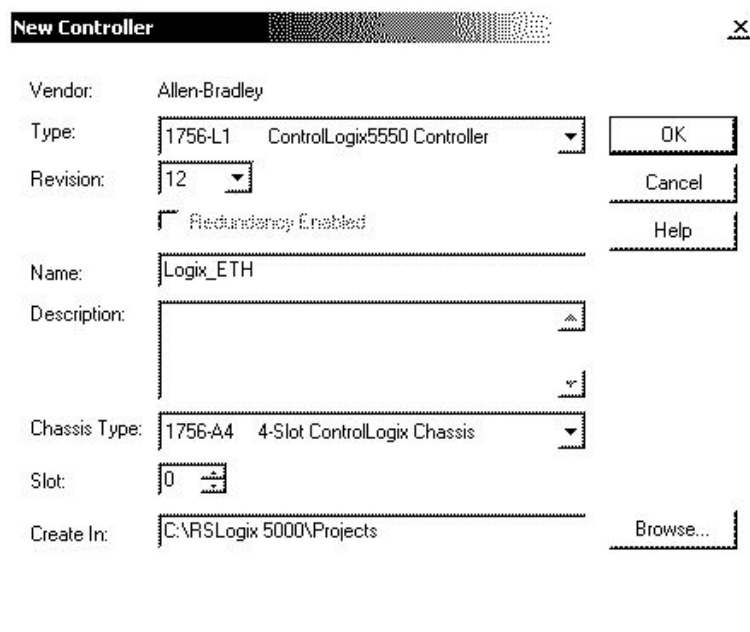 New Controller
Vendor: Allen-Bradley
Type: 1756-L1 ControlLogix5550 Controller OK
Revision: 12 Cancel
Redundancy Enabled Help
Name: Logix_ETH
Description:
Chassis Type: 1756-A4 4-Slot ControlLogix Chassis
Slot: 0
Create In: C:\RSLogix 5000\Projects Browse...